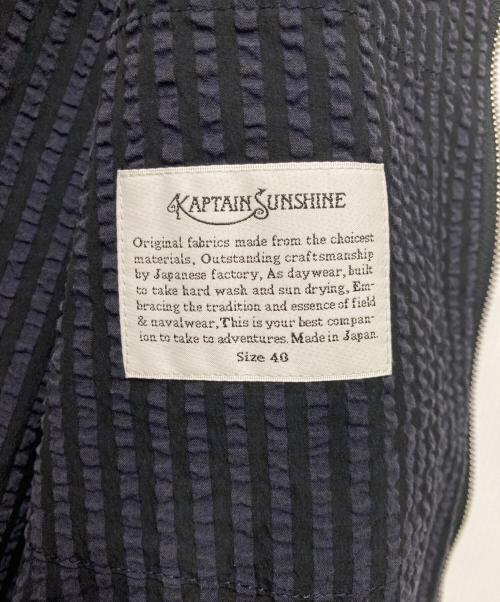 KAPTAIN SUNSHINE
Original fabrics made from the choicest
materials, Outstanding craftsmanship
by Japanese factory, As daywear, built
to take hard wash and sun drying, Em-
bracing the tradition and essence of field
& navalwear, This is your best compan-
ion to take to adventures. Made in Japan.
Size 40